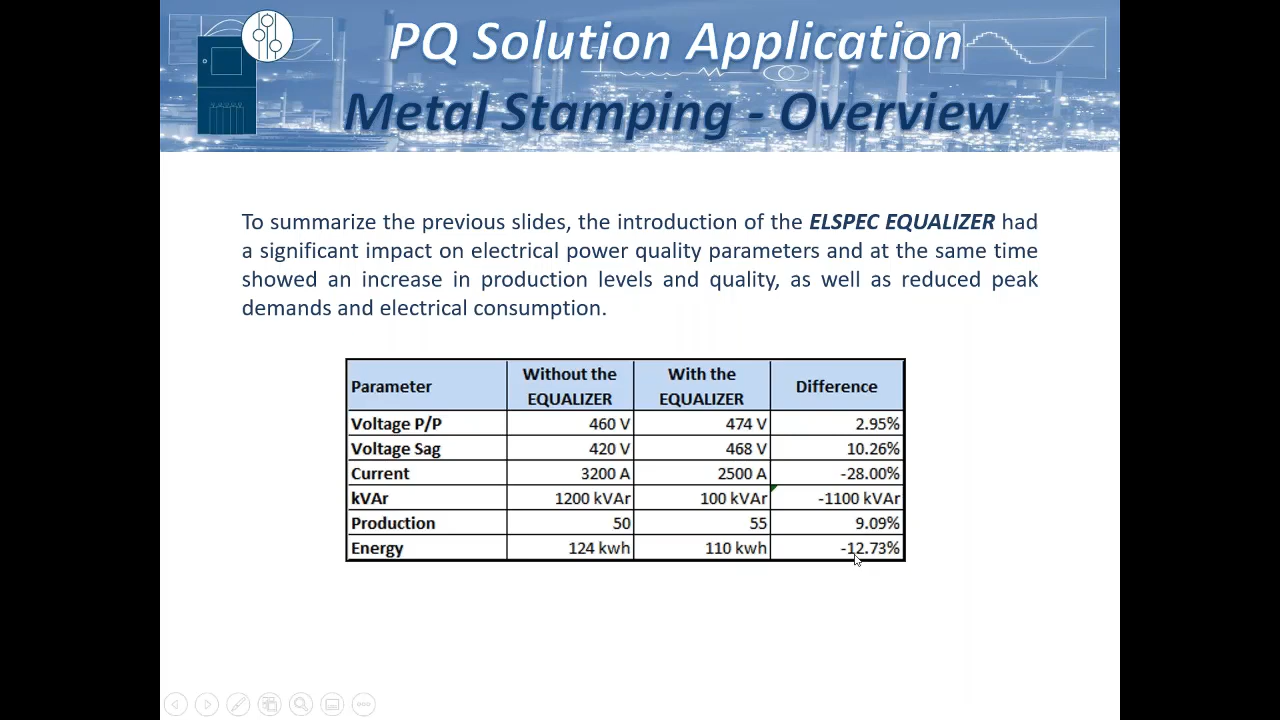 PQ Solution Application
Metal Stamping - Overview
To summarize the previous slides, the introduction of the ELSPEC EQUALIZER had
a significant impact on electrical power quality parameters and at the same time
showed an increase in production levels and quality, as well as reduced peak
demands and electrical consumption.
Parameter Without the EQUALIZER With the EQUALIZER Difference
Voltage P/P 460 V 474 V 2.95%
Voltage Sag 420 V 468 V 10.26%
Current 3200 A 2500 A -28.00%
kVAr 1200 kVAr 100 kVAr -1100 kVAr
Production 50 55 9.09%
Energy 124 kwh 110 kwh -12.73%